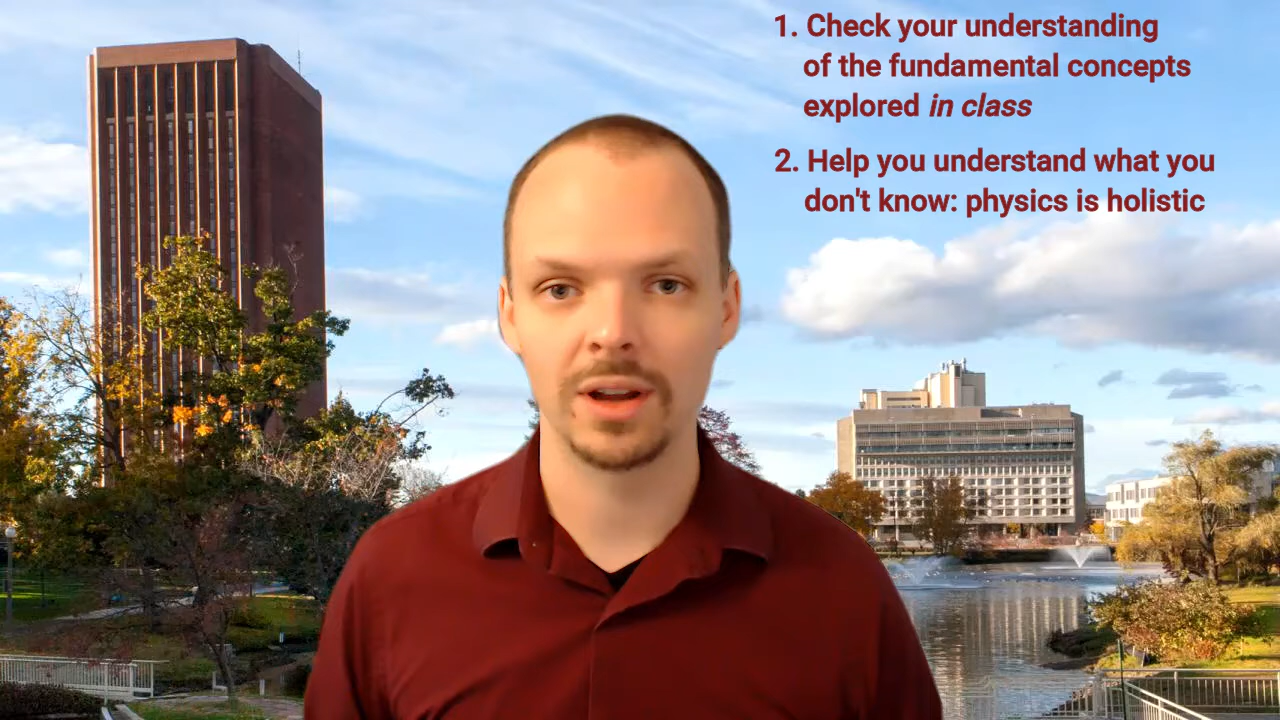 1. Check your understanding
of the fundamental concepts
explored in class
2. Help you understand what you
don't know: physics is holistic